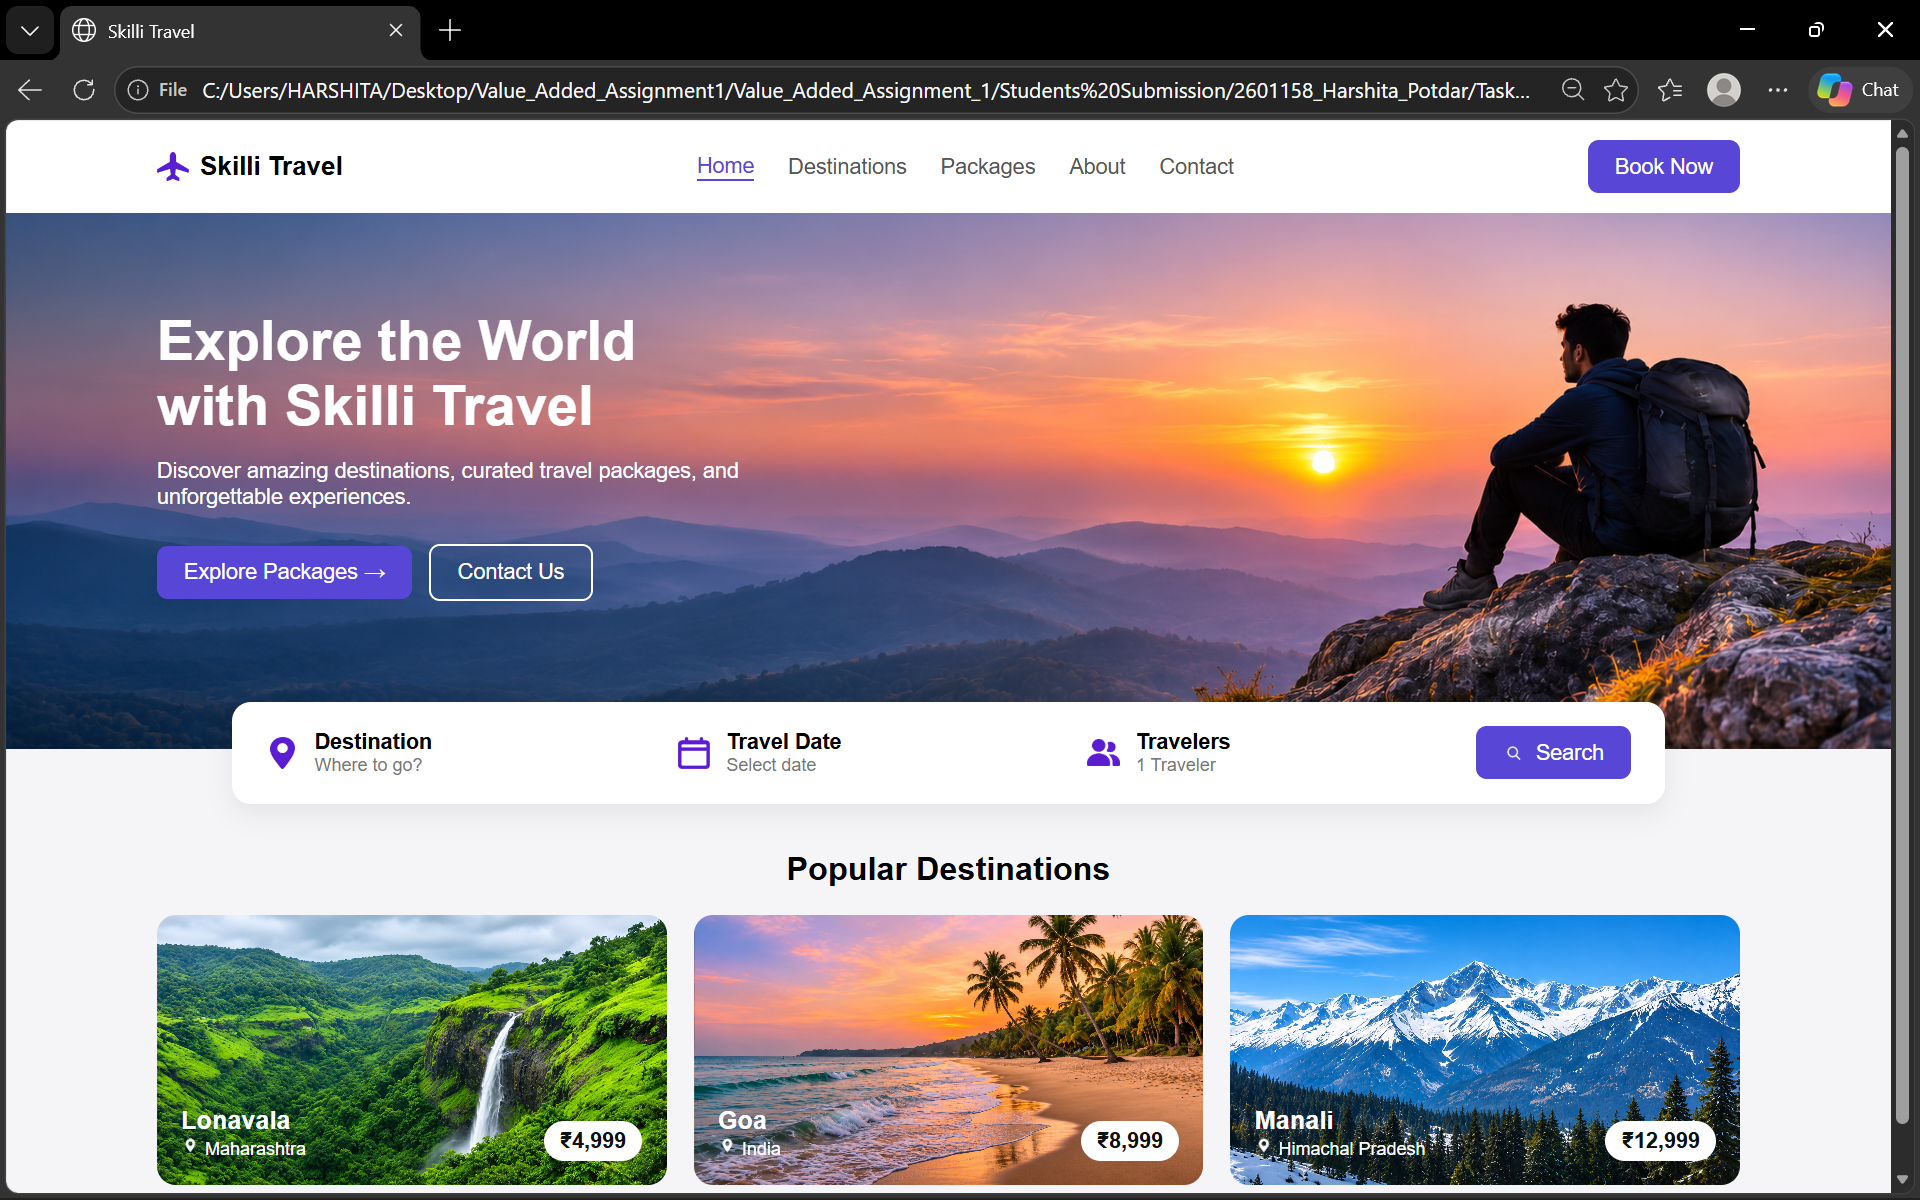 Skilli Travel
File C:/Users/HARSHITA/Desktop/Value_Added_Assignment1/Value_Added_Assignment_1/Students%20Submission/2601158_Harshita_Potdar/Task...
Chat
Skilli Travel
Home Destinations Packages About Contact
Book Now
Explore the World
with Skilli Travel
Discover amazing destinations, curated travel packages, and
unforgettable experiences.
Explore Packages →
Contact Us
Destination
Where to go?
Travel Date
Select date
Travelers
1 Traveler
Search
Popular Destinations
Lonavala
Maharashtra
₹4,999
Goa
India
₹8,999
Manali
Himachal Pradesh
₹12,999